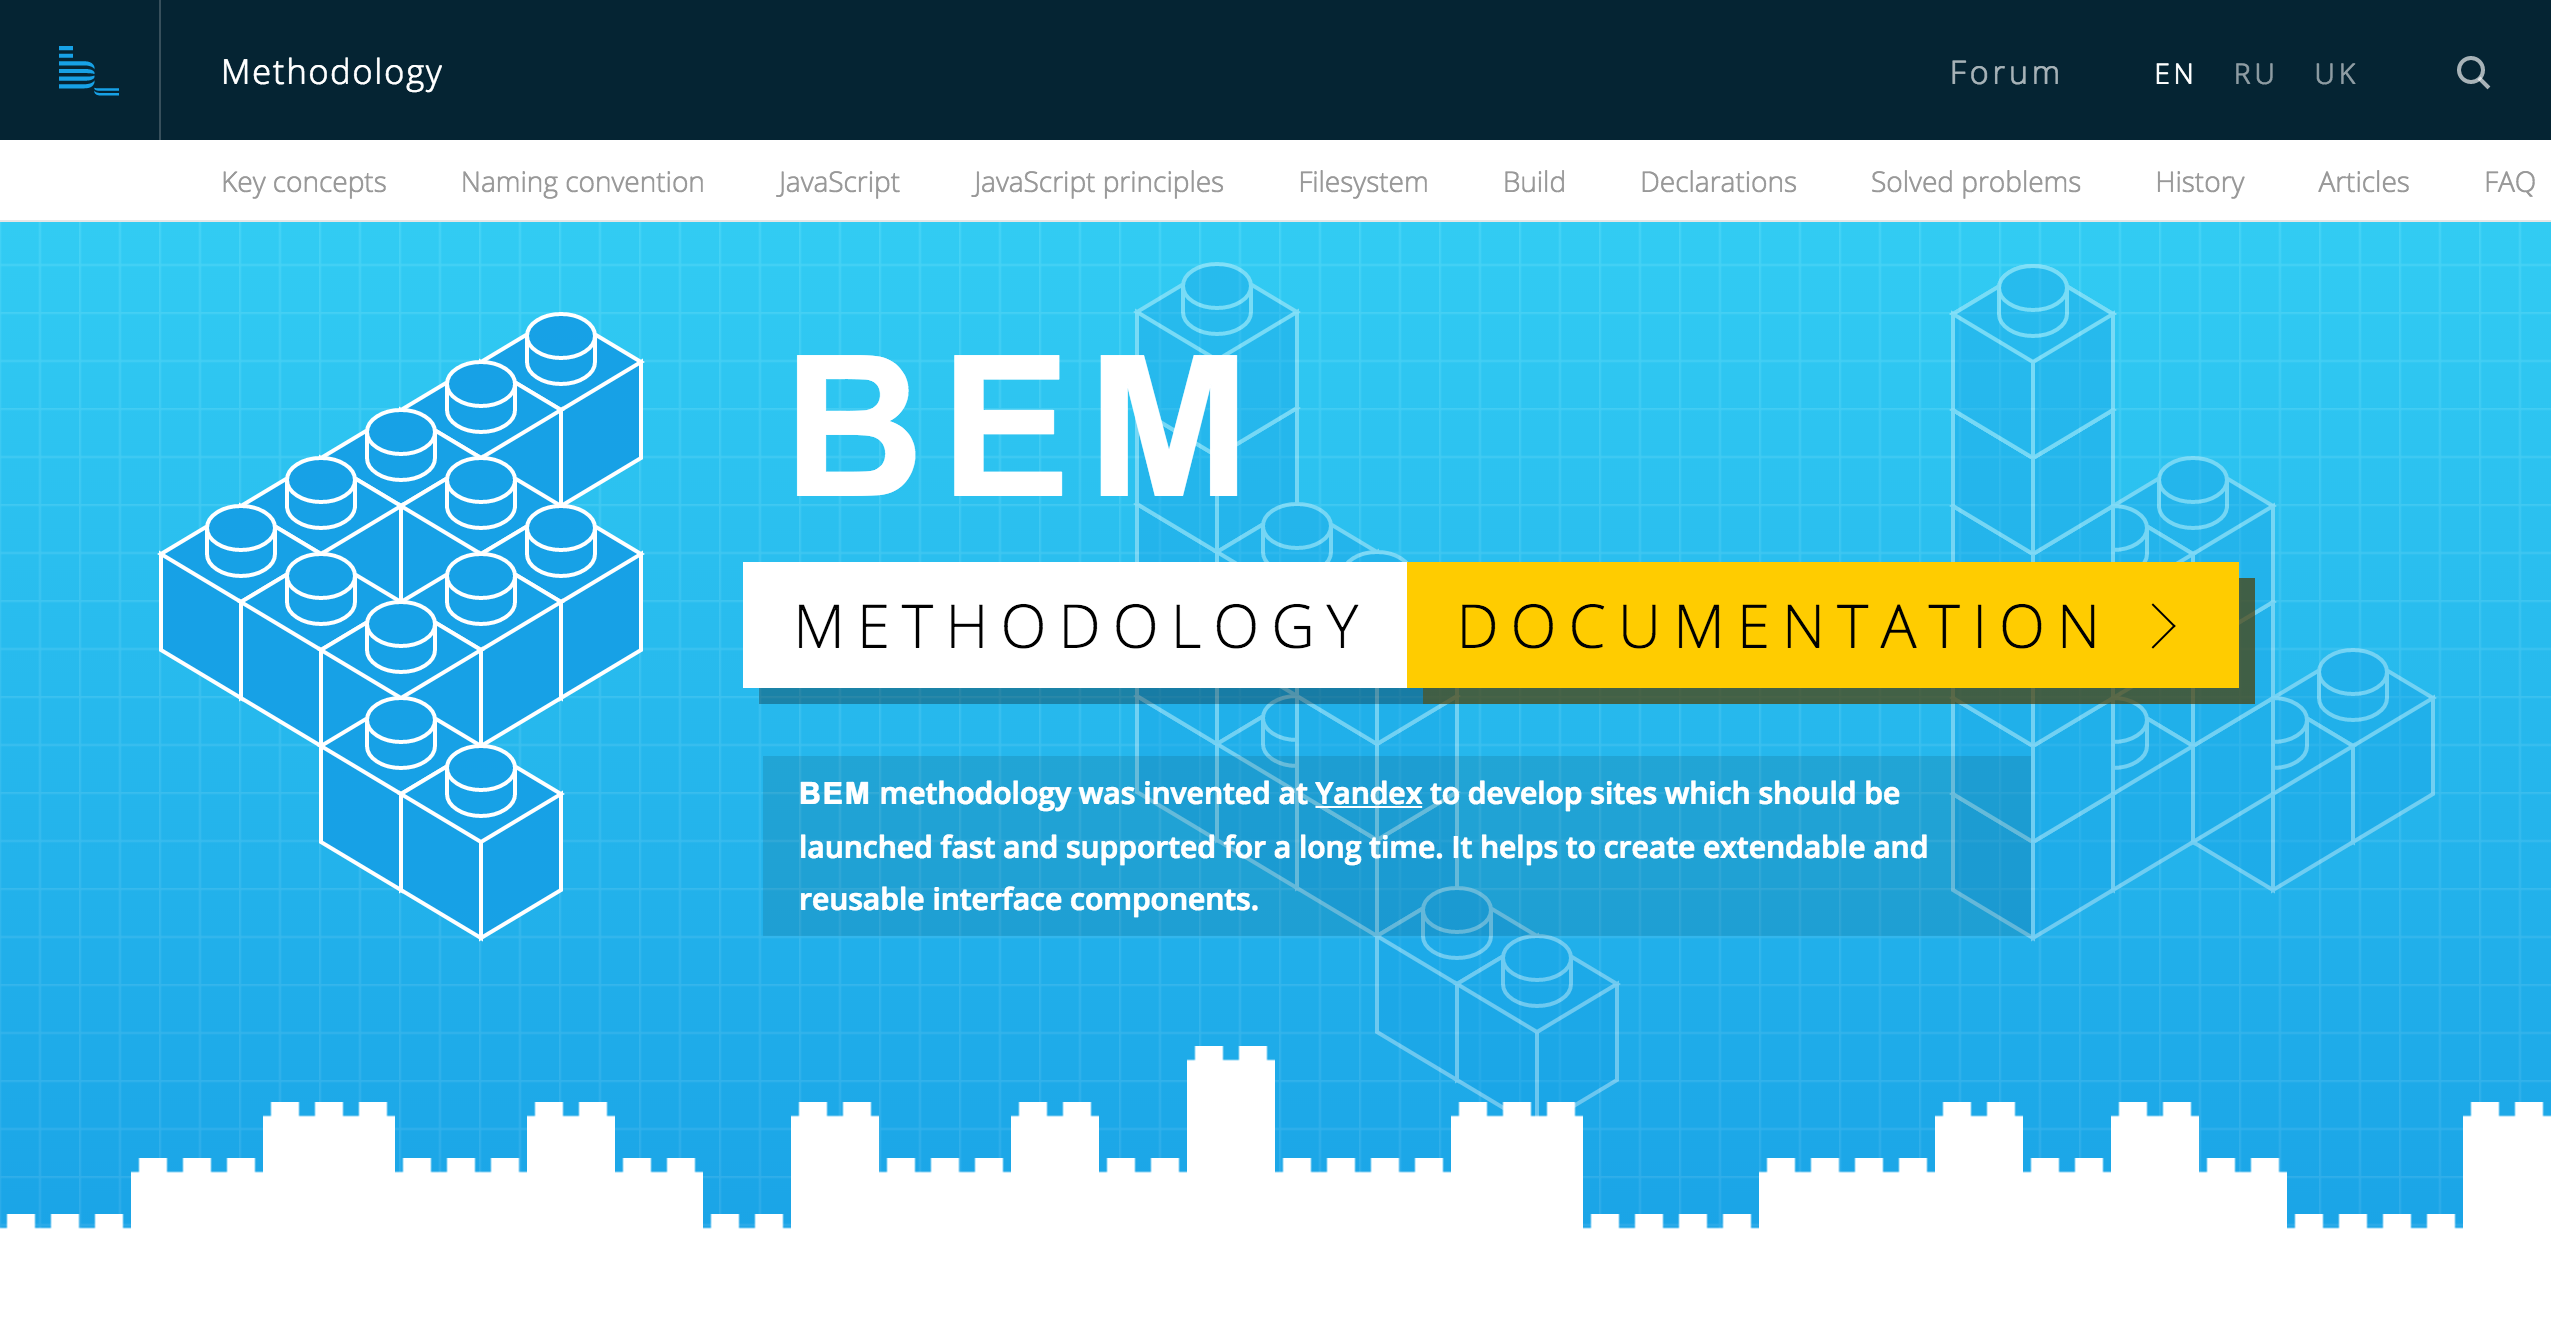 Methodology Forum EN RU UK
Key concepts Naming convention JavaScript JavaScript principles Filesystem Build Declarations Solved problems History Articles FAQ
BEM
METHODOLOGY DOCUMENTATION
BEM methodology was invented at Yandex to develop sites which should be
launched fast and supported for a long time. It helps to create extendable and
reusable interface components.